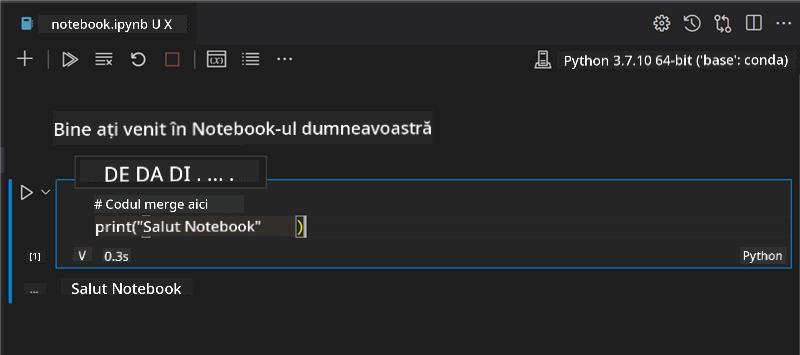 notebook.ipynb U X
Python 3.7.10 64-bit ('base': conda)
Bine ați venit în Notebook-ul dumneavoastră
DE DA DI . ... .
# Codul merge aici
print("Salut Notebook" )
[1] V 0.3s Python
... Salut Notebook